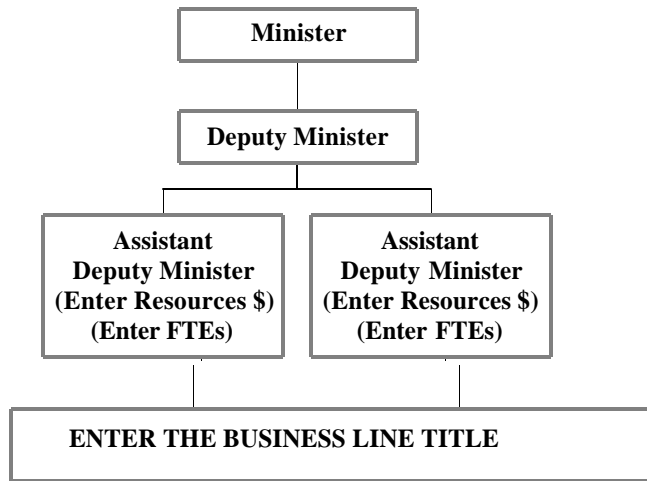 Minister
Deputy Minister
Assistant
Deputy Minister
(Enter Resources $)
(Enter FTEs)
Assistant
Deputy Minister
(Enter Resources $)
(Enter FTEs)
ENTER THE BUSINESS LINE TITLE